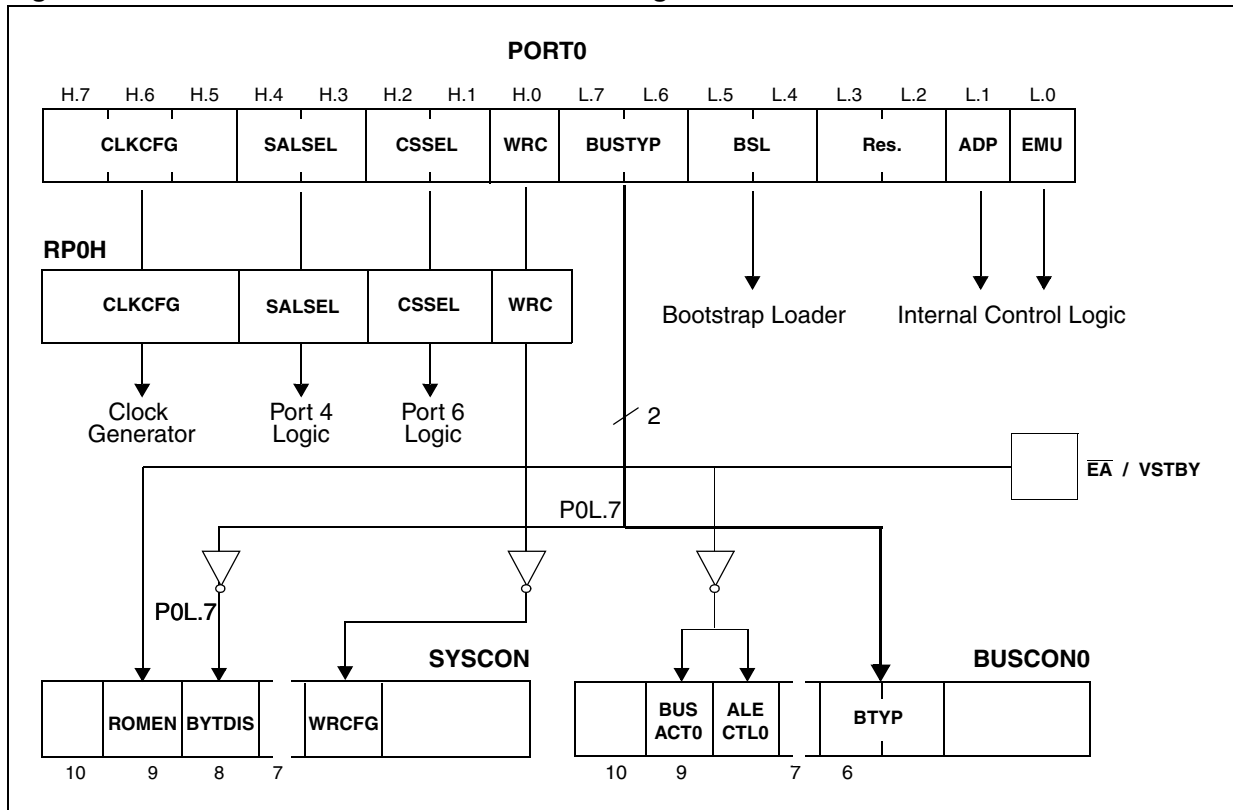 PORT0
H.7 H.6 H.5 H.4 H.3 H.2 H.1 H.0 L.7 L.6 L.5 L.4 L.3 L.2 L.1 L.0
CLKCFG SALSEL CSSEL WRC BUSTYP BSL Res. ADP EMU
RP0H
CLKCFG SALSEL CSSEL WRC
Bootstrap Loader Internal Control Logic
Clock Generator
Port 4 Logic
Port 6 Logic
2
EA / VSTBY
P0L.7
P0L.7
SYSCON BUSCON0
ROMEN BYTDIS WRCFG
BUS ACT0
ALE CTL0
BTYP
10 9 8 7 10 9 7 6